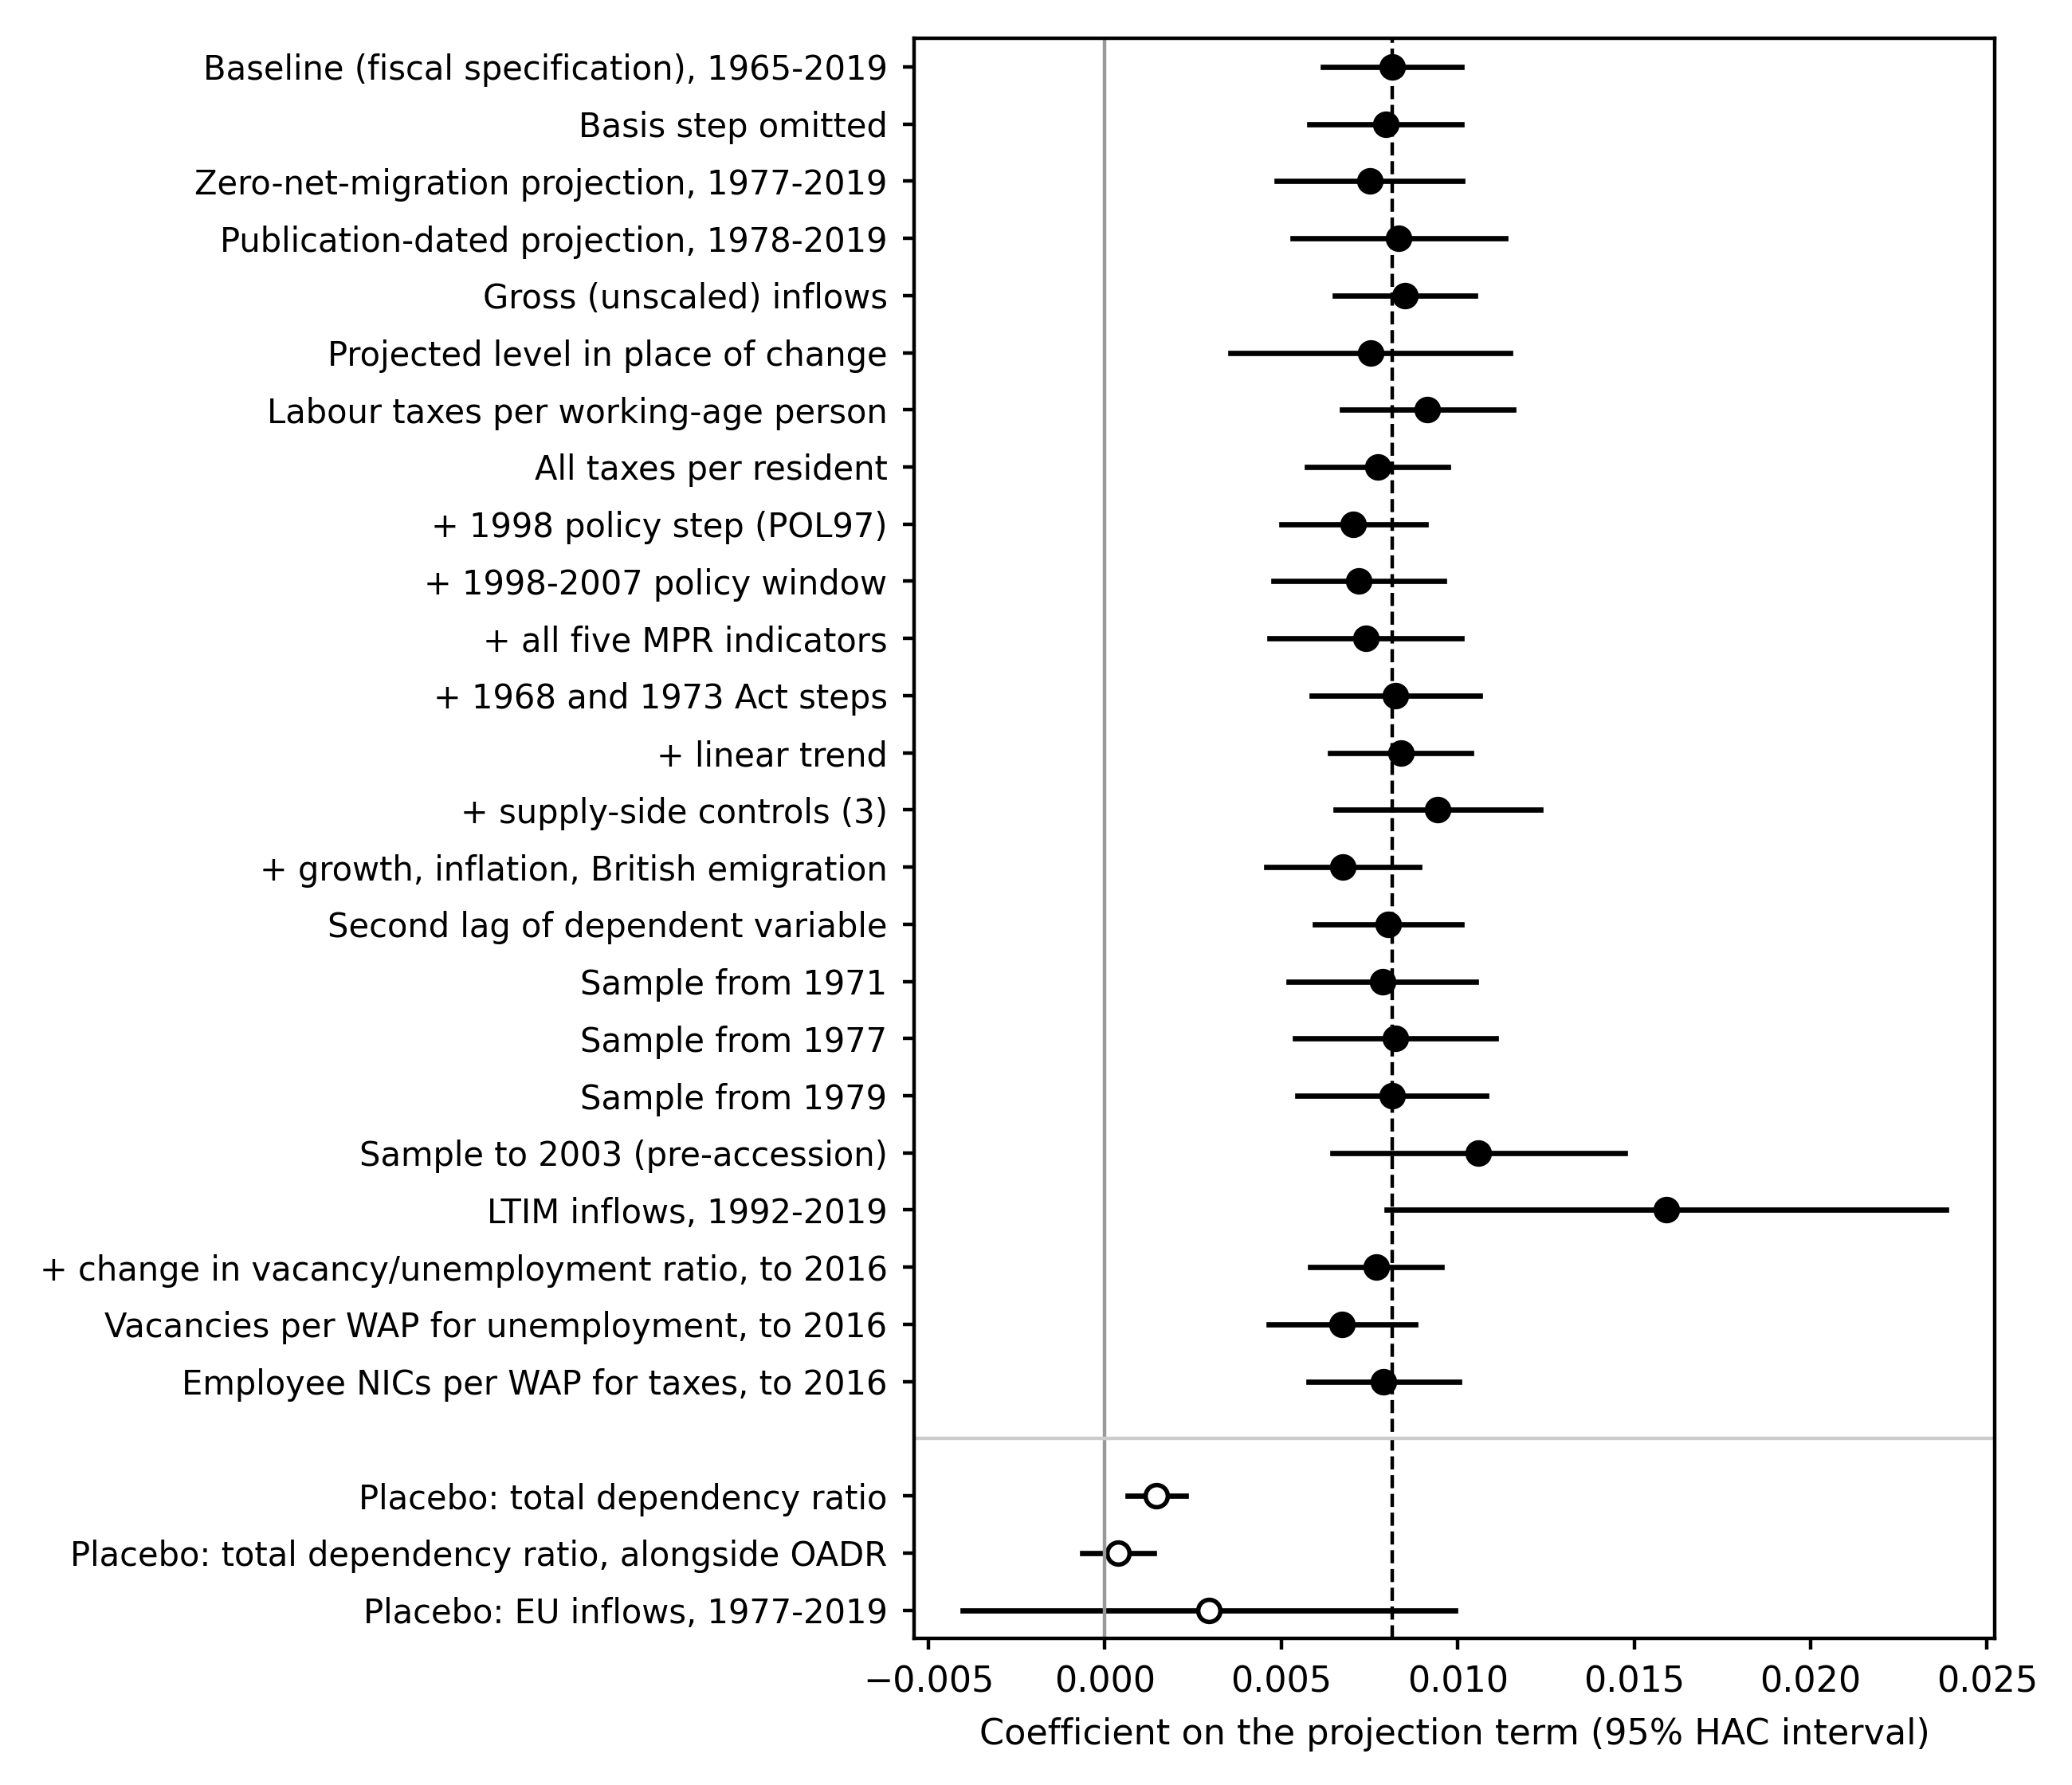 Baseline (fiscal specification), 1965-2019
Basis step omitted
Zero-net-migration projection, 1977-2019
Publication-dated projection, 1978-2019
Gross (unscaled) inflows
Projected level in place of change
Labour taxes per working-age person
All taxes per resident
+ 1998 policy step (POL97)
+ 1998-2007 policy window
+ all five MPR indicators
+ 1968 and 1973 Act steps
+ linear trend
+ supply-side controls (3)
+ growth, inflation, British emigration
Second lag of dependent variable
Sample from 1971
Sample from 1977
Sample from 1979
Sample to 2003 (pre-accession)
LTIM inflows, 1992-2019
+ change in vacancy/unemployment ratio, to 2016
Vacancies per WAP for unemployment, to 2016
Employee NICs per WAP for taxes, to 2016
Placebo: total dependency ratio
Placebo: total dependency ratio, alongside OADR
Placebo: EU inflows, 1977-2019
−0.005 0.000 0.005 0.010 0.015 0.020 0.025
Coefficient on the projection term (95% HAC interval)